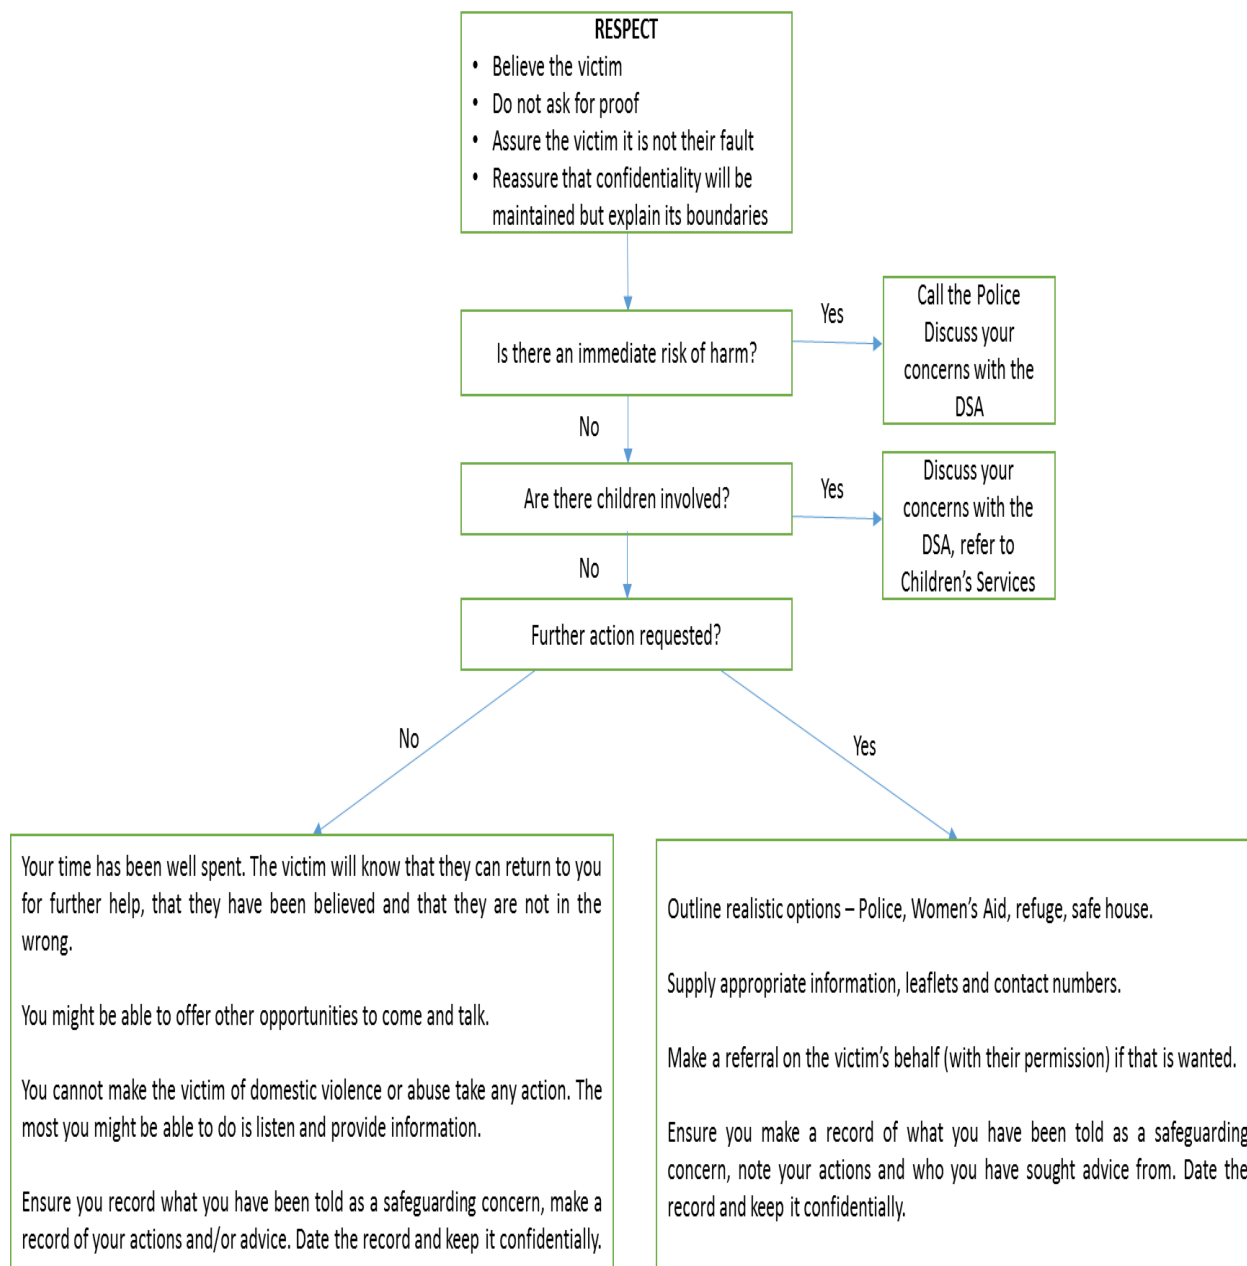 RESPECT
• Believe the victim
• Do not ask for proof
• Assure the victim it is not their fault
• Reassure that confidentiality will be
maintained but explain its boundaries
Is there an immediate risk of harm?
Yes
Call the Police
Discuss your
concerns with the
DSA
No
Are there children involved?
Yes
Discuss your
concerns with the
DSA, refer to
Children’s Services
No
Further action requested?
No
Yes
Your time has been well spent. The victim will know that they can return to you
for further help, that they have been believed and that they are not in the
wrong.
You might be able to offer other opportunities to come and talk.
You cannot make the victim of domestic violence or abuse take any action. The
most you might be able to do is listen and provide information.
Ensure you record what you have been told as a safeguarding concern, make a
record of your actions and/or advice. Date the record and keep it confidentially.
Outline realistic options – Police, Women’s Aid, refuge, safe house.
Supply appropriate information, leaflets and contact numbers.
Make a referral on the victim’s behalf (with their permission) if that is wanted.
Ensure you make a record of what you have been told as a safeguarding
concern, note your actions and who you have sought advice from. Date the
record and keep it confidentially.